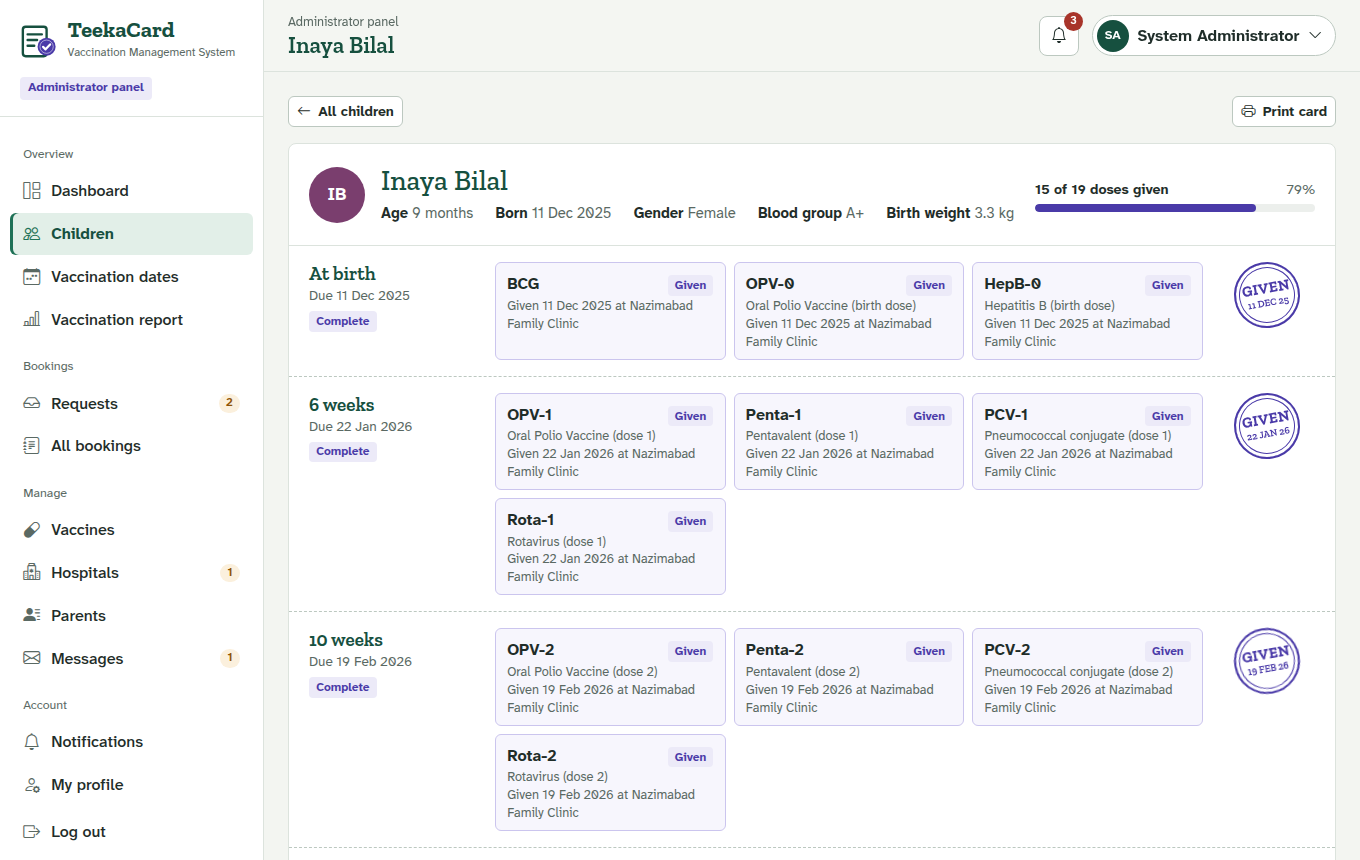 TeekaCard
Vaccination Management System
Administrator panel
Overview
Dashboard
Children
Vaccination dates
Vaccination report
Bookings
Requests 2
All bookings
Manage
Vaccines
Hospitals 1
Parents
Messages 1
Account
Notifications
My profile
Log out
Administrator panel
Inaya Bilal
3
SA System Administrator
← All children
Print card
IB
Inaya Bilal
Age 9 months Born 11 Dec 2025 Gender Female Blood group A+ Birth weight 3.3 kg
15 of 19 doses given 79%
At birth
Due 11 Dec 2025
Complete
BCG Given
Given 11 Dec 2025 at Nazimabad
Family Clinic
OPV-0 Given
Oral Polio Vaccine (birth dose)
Given 11 Dec 2025 at Nazimabad
Family Clinic
HepB-0 Given
Hepatitis B (birth dose)
Given 11 Dec 2025 at Nazimabad
Family Clinic
GIVEN
11 DEC 25
6 weeks
Due 22 Jan 2026
Complete
OPV-1 Given
Oral Polio Vaccine (dose 1)
Given 22 Jan 2026 at Nazimabad
Family Clinic
Penta-1 Given
Pentavalent (dose 1)
Given 22 Jan 2026 at Nazimabad
Family Clinic
PCV-1 Given
Pneumococcal conjugate (dose 1)
Given 22 Jan 2026 at Nazimabad
Family Clinic
Rota-1 Given
Rotavirus (dose 1)
Given 22 Jan 2026 at Nazimabad
Family Clinic
GIVEN
22 JAN 26
10 weeks
Due 19 Feb 2026
Complete
OPV-2 Given
Oral Polio Vaccine (dose 2)
Given 19 Feb 2026 at Nazimabad
Family Clinic
Penta-2 Given
Pentavalent (dose 2)
Given 19 Feb 2026 at Nazimabad
Family Clinic
PCV-2 Given
Pneumococcal conjugate (dose 2)
Given 19 Feb 2026 at Nazimabad
Family Clinic
Rota-2 Given
Rotavirus (dose 2)
Given 19 Feb 2026 at Nazimabad
Family Clinic
GIVEN
19 FEB 26